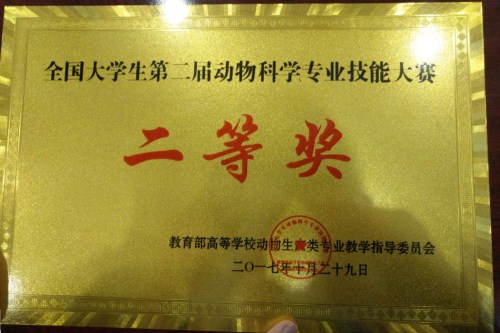 全国大学生第二届动物科学专业技能大赛
二等奖
教育部高等学校动物生产类专业教学指导委员会
二〇一七年十月二十九日